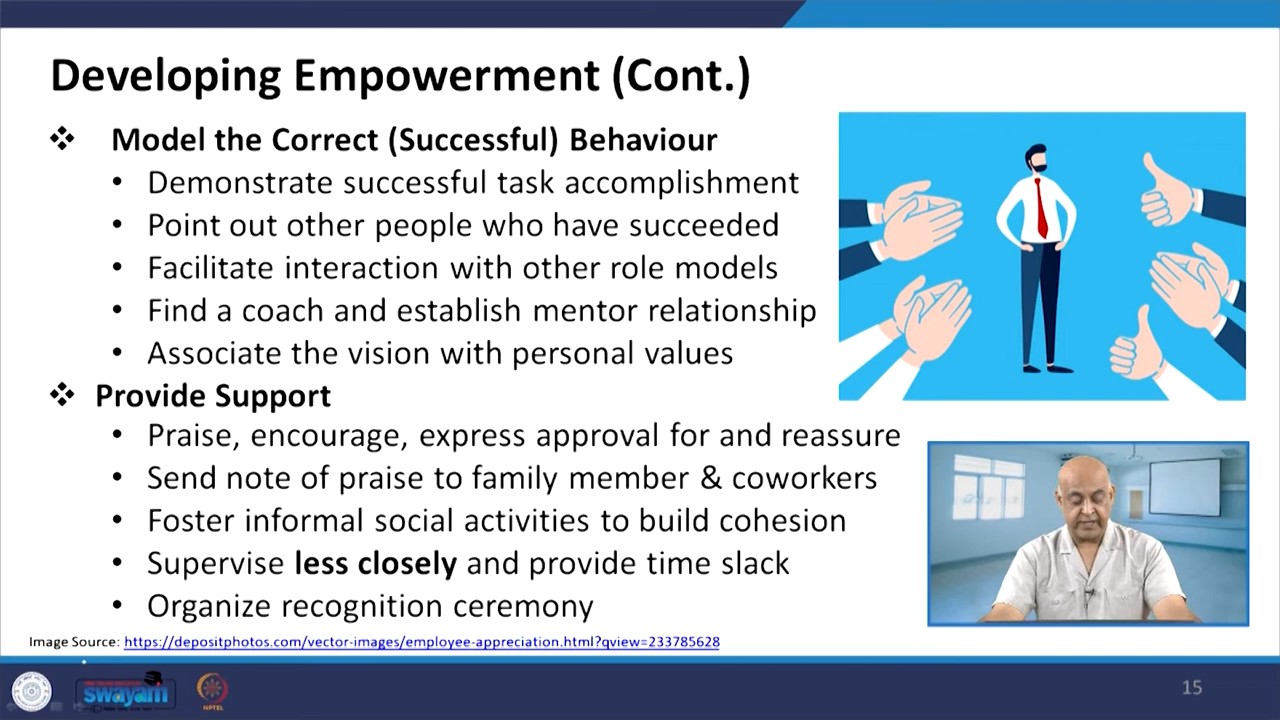 Developing Empowerment (Cont.)
❖ Model the Correct (Successful) Behaviour
• Demonstrate successful task accomplishment
• Point out other people who have succeeded
• Facilitate interaction with other role models
• Find a coach and establish mentor relationship
• Associate the vision with personal values
❖ Provide Support
• Praise, encourage, express approval for and reassure
• Send note of praise to family member & coworkers
• Foster informal social activities to build cohesion
• Supervise less closely and provide time slack
• Organize recognition ceremony
Image Source: https://depositphotos.com/vector-images/employee-appreciation.html?qview=233785628
swayam
NPTEL
15